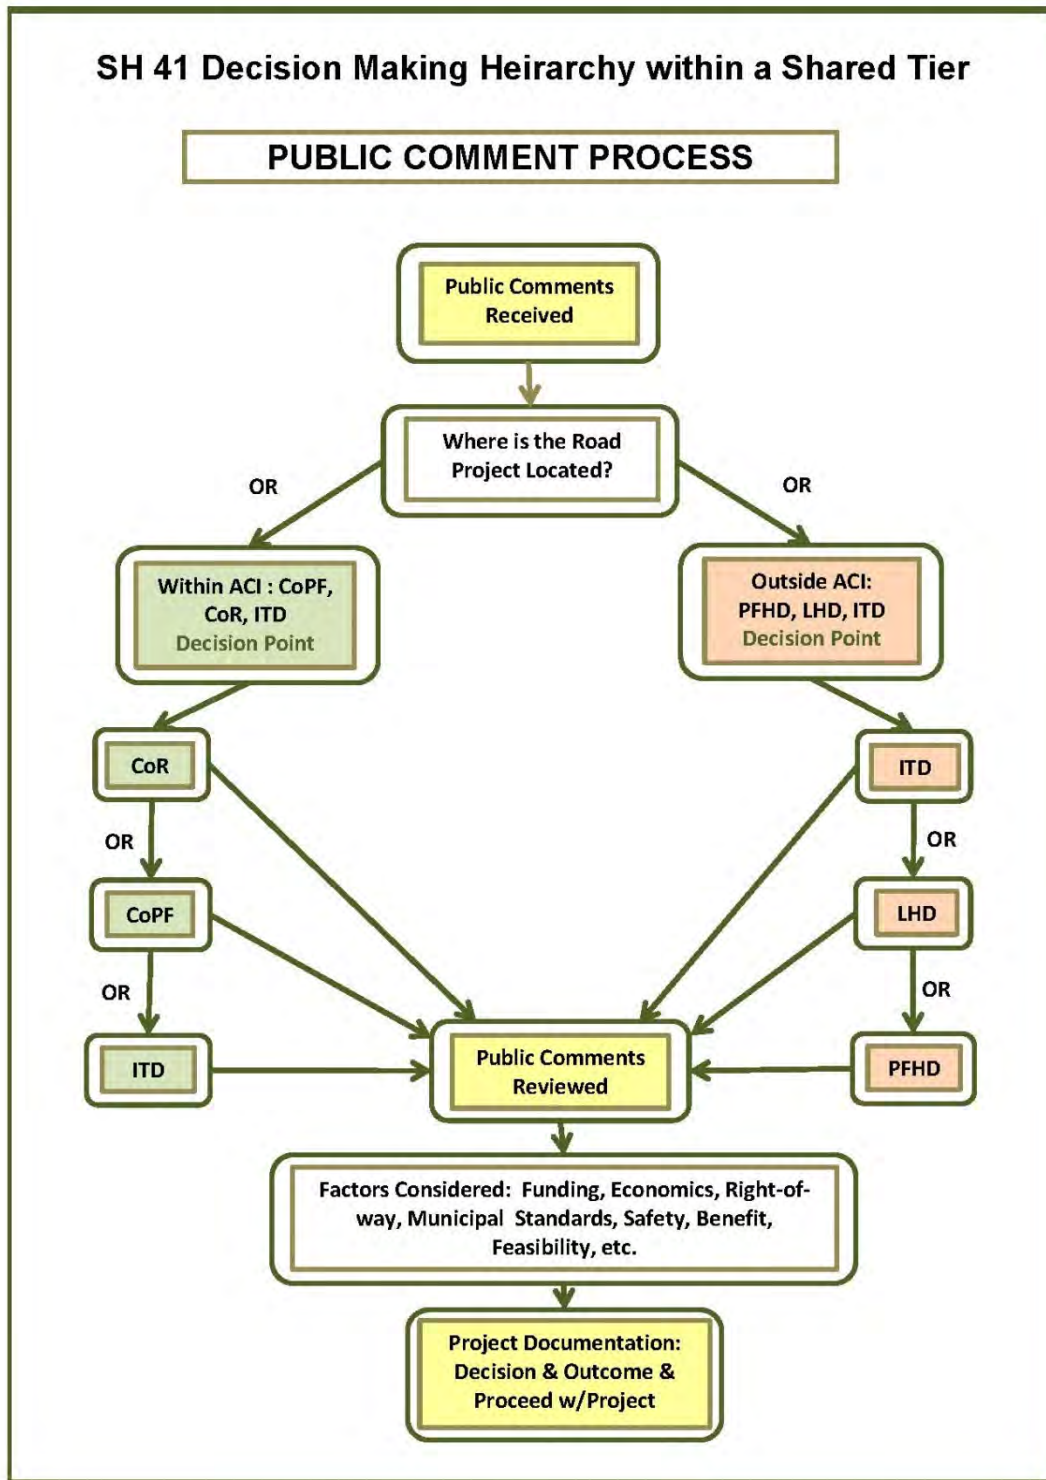 SH 41 Decision Making Heirarchy within a Shared Tier
PUBLIC COMMENT PROCESS
Public Comments
Received
Where is the Road
Project Located?
OR
OR
Within ACI : CoPF,
CoR, ITD
Decision Point
Outside ACI:
PFHD, LHD, ITD
Decision Point
CoR
ITD
OR
OR
CoPF
LHD
OR
OR
ITD
Public Comments
Reviewed
PFHD
Factors Considered:  Funding, Economics, Right-of-
way, Municipal  Standards, Safety, Benefit,
Feasibility, etc.
Project Documentation:
Decision & Outcome &
Proceed w/Project